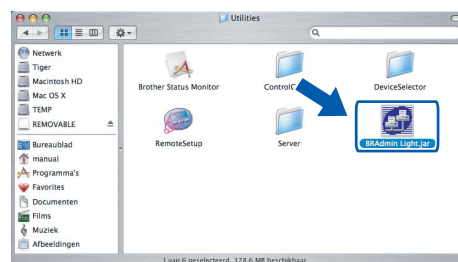 Utilities
Netwerk
Tiger
Macintosh HD
Mac OS X
TEMP
REMOVABLE
Bureaublad
manual
Programma's
Favorites
Documenten
Films
Muziek
Afbeeldingen
Brother Status Monitor
ControlC
DeviceSelector
RemoteSetup
Server
BRAdmin Light.jar
1 van 6 geselecteerd, 378,6 MB beschikbaar